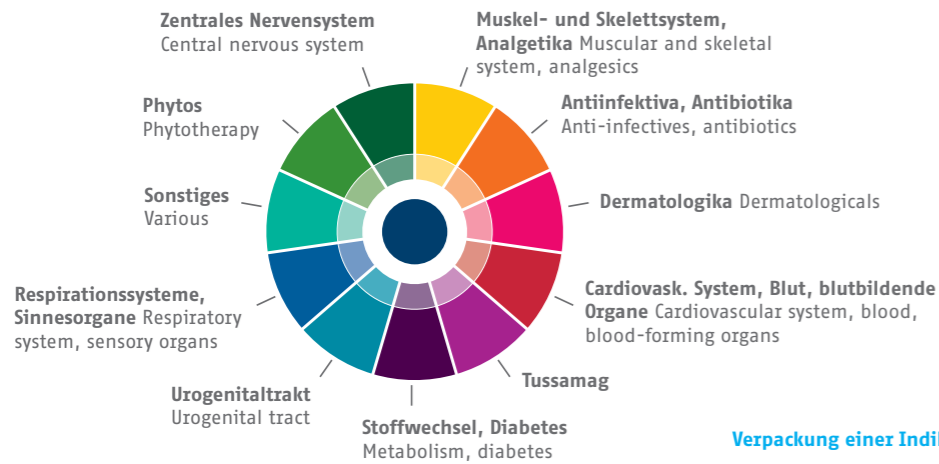 Zentrales Nervensystem
Central nervous system
Muskel- und Skelettsystem,
Analgetika Muscular and skeletal
system, analgesics
Phytos
Phytotherapy
Antiinfektiva, Antibiotika
Anti-infectives, antibiotics
Sonstiges
Various
Dermatologika Dermatologicals
Respirationssysteme,
Sinnesorgane Respiratory
system, sensory organs
Cardiovask. System, Blut, blutbildende
Organe Cardiovascular system, blood,
blood-forming organs
Urogenitaltrakt
Urogenital tract
Tussamag
Stoffwechsel, Diabetes
Metabolism, diabetes
Verpackung einer